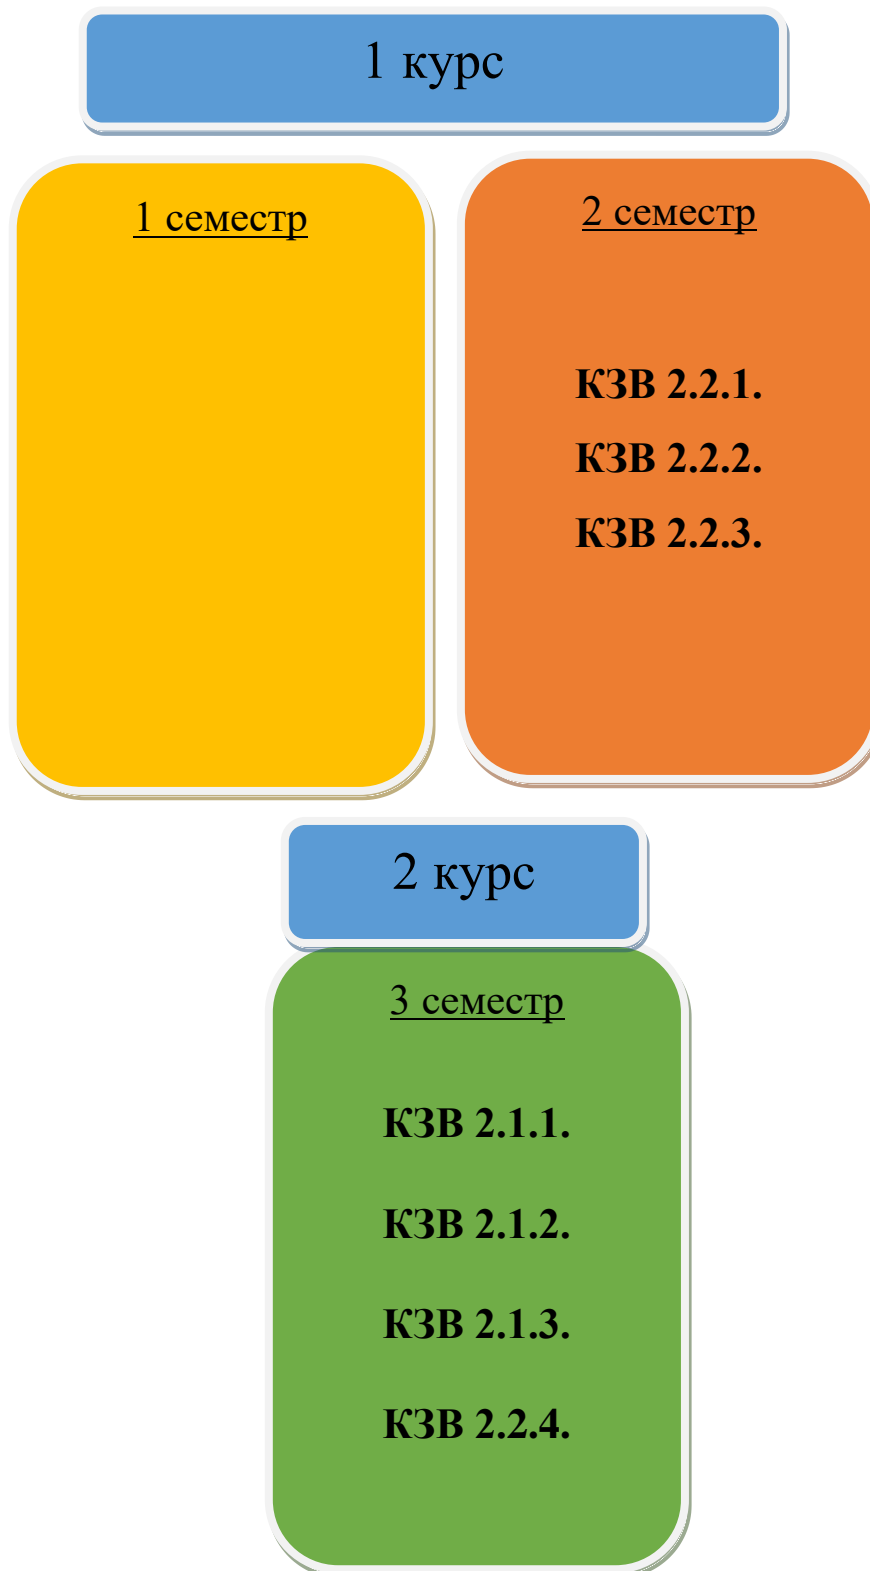 1 курс
1 семестр
2 семестр
КЗВ 2.2.1.
КЗВ 2.2.2.
КЗВ 2.2.3.
2 курс
3 семестр
КЗВ 2.1.1.
КЗВ 2.1.2.
КЗВ 2.1.3.
КЗВ 2.2.4.